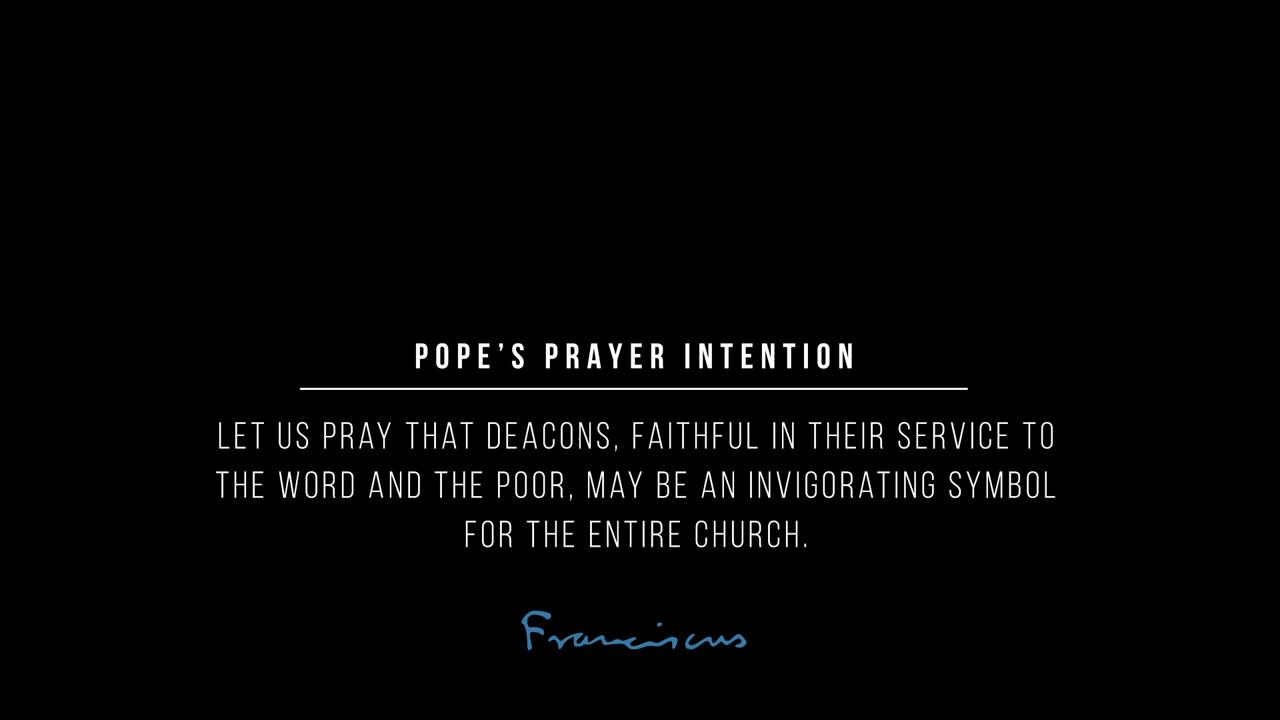 POPE’S PRAYER INTENTION
LET US PRAY THAT DEACONS, FAITHFUL IN THEIR SERVICE TO
THE WORD AND THE POOR, MAY BE AN INVIGORATING SYMBOL
FOR THE ENTIRE CHURCH.
Franciscus